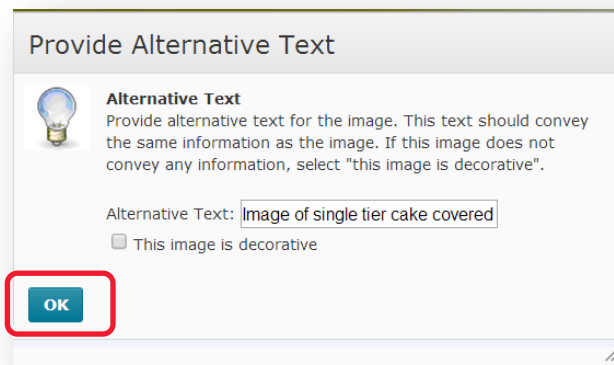 Provide Alternative Text
Alternative Text
Provide alternative text for the image. This text should convey
the same information as the image. If this image does not
convey any information, select "this image is decorative".
Alternative Text: Image of single tier cake covered
This image is decorative
OK